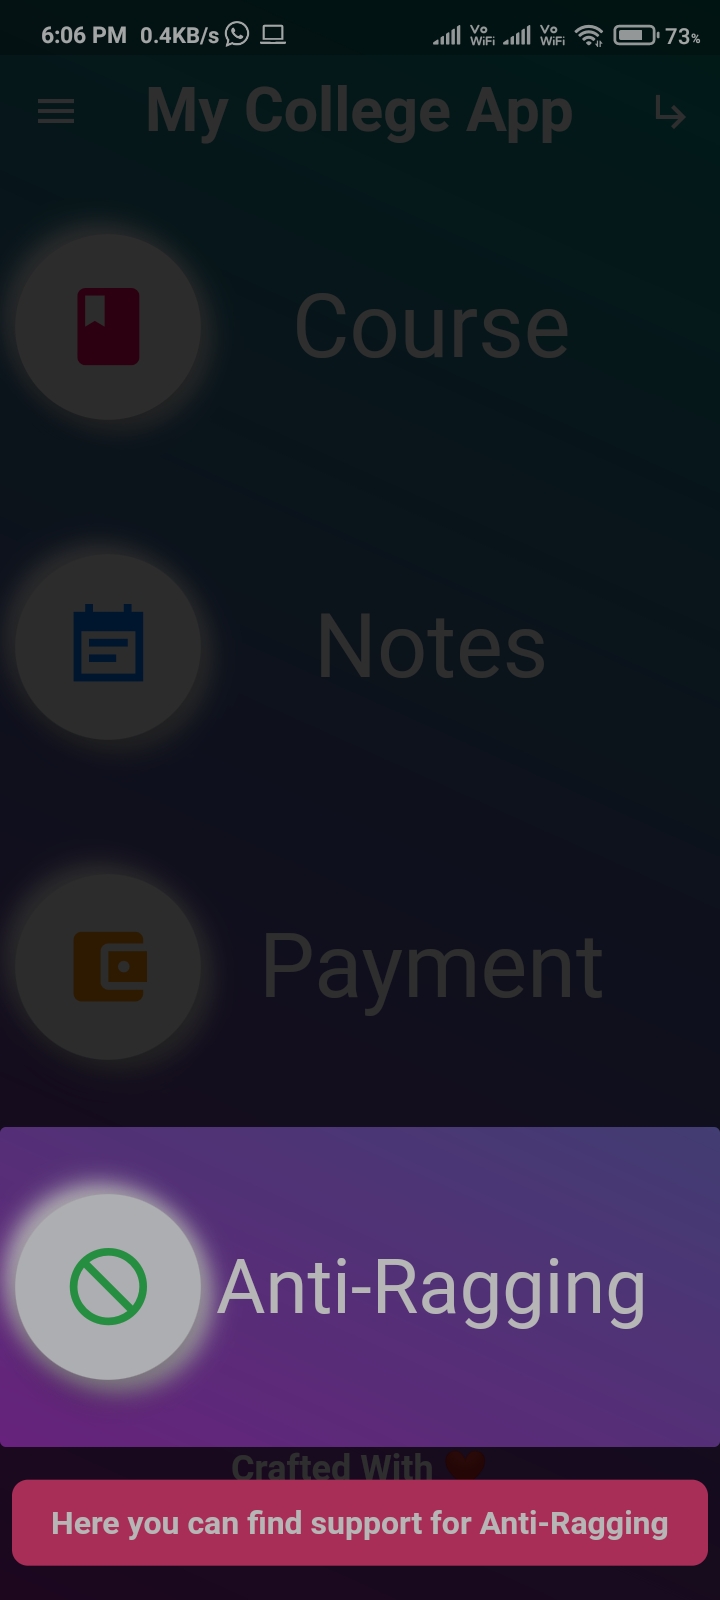 6:06 PM 0.4KB/s Vo WiFi Vo WiFi 73%
My College App
Course
Notes
Payment
Anti-Ragging
Crafted With ❤
Here you can find support for Anti-Ragging